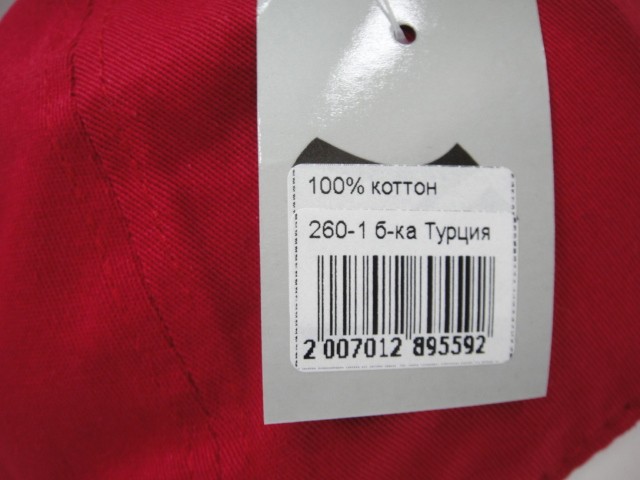 100% коттон
260-1 б-ка Турция
2 007012 895592